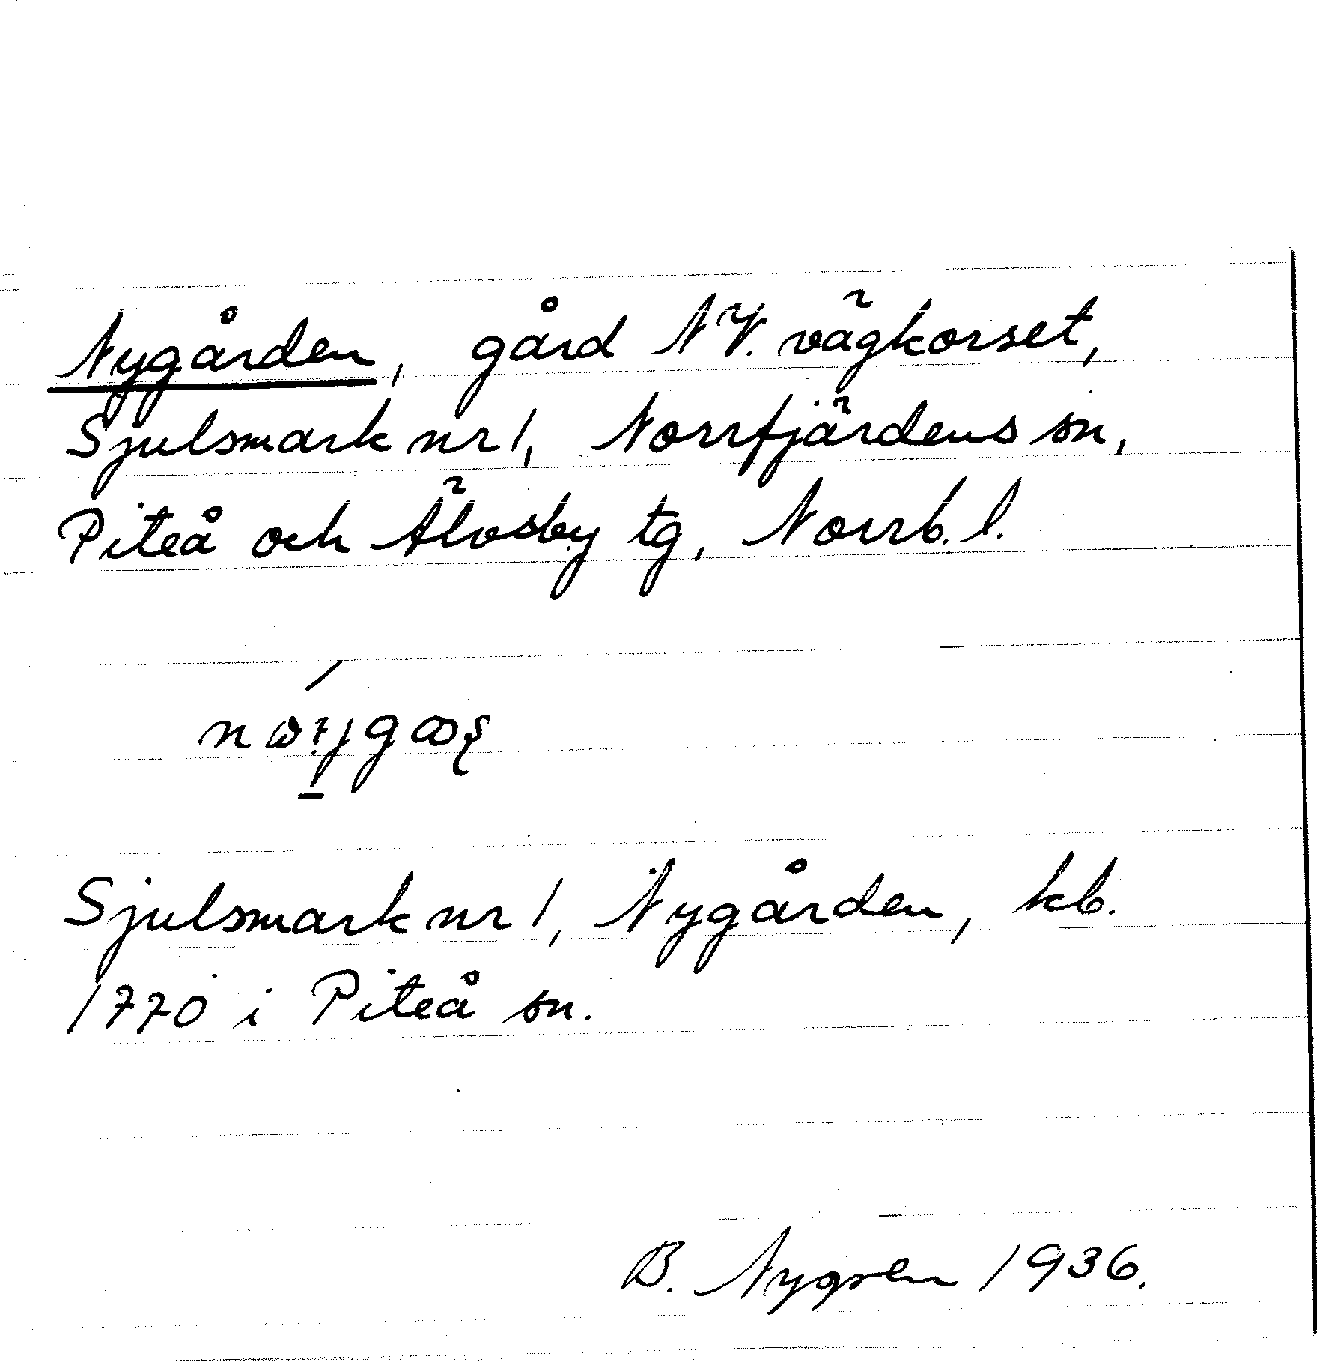 Nygården, gård NV. vägkorset,
Sjulsmark nr 1, Norrfjärdens sn,
Piteå och Älvsby tg, Norrb. l.
Sjulsmark nr 1, Nygården, kb.
1770 i Piteå sn.
B. Nygren 1936.